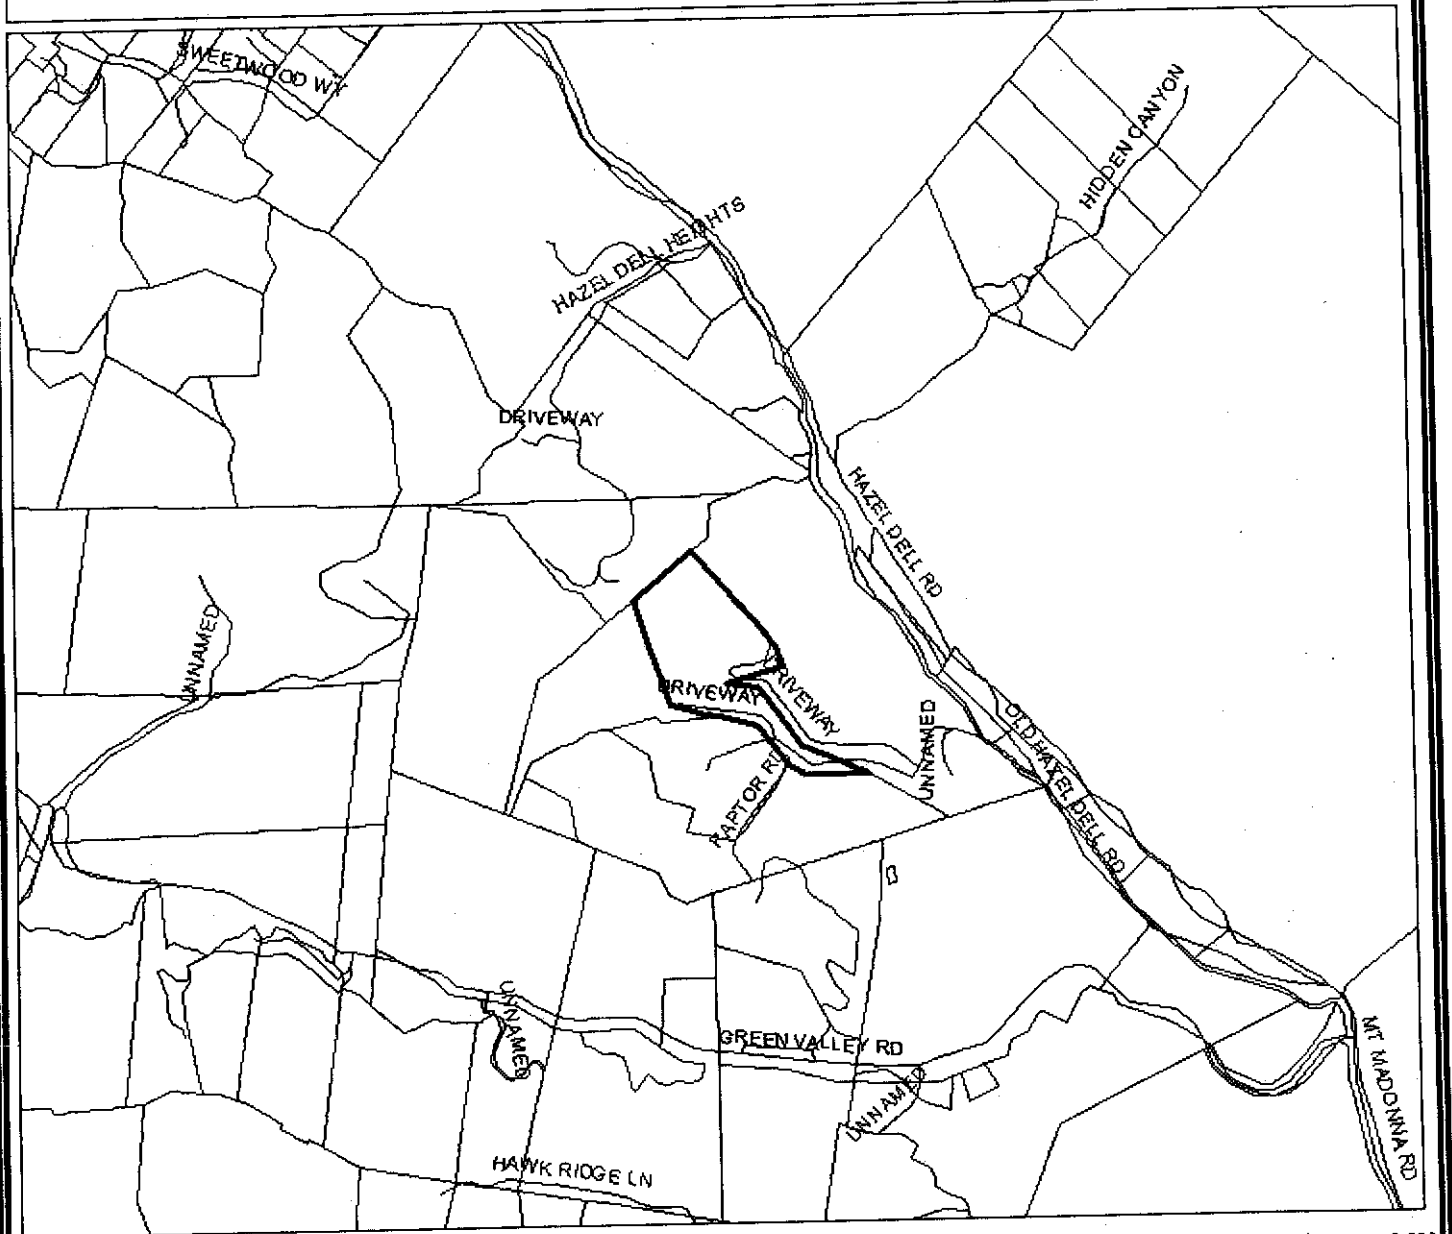 SWEETWOOD WY
HIDDEN CANYON
HAZEL DELL HEIGHTS
DRIVEWAY
HAZEL DELL RD
UNNAMED
DRIVEWAY
DRIVEWAY
UNNAMED
OLD HAZEL DELL RD
RAPTOR RD
UNNAMED
GREEN VALLEY RD
UNNAMED
MT MADONNA RD
HAWK RIDGE LN